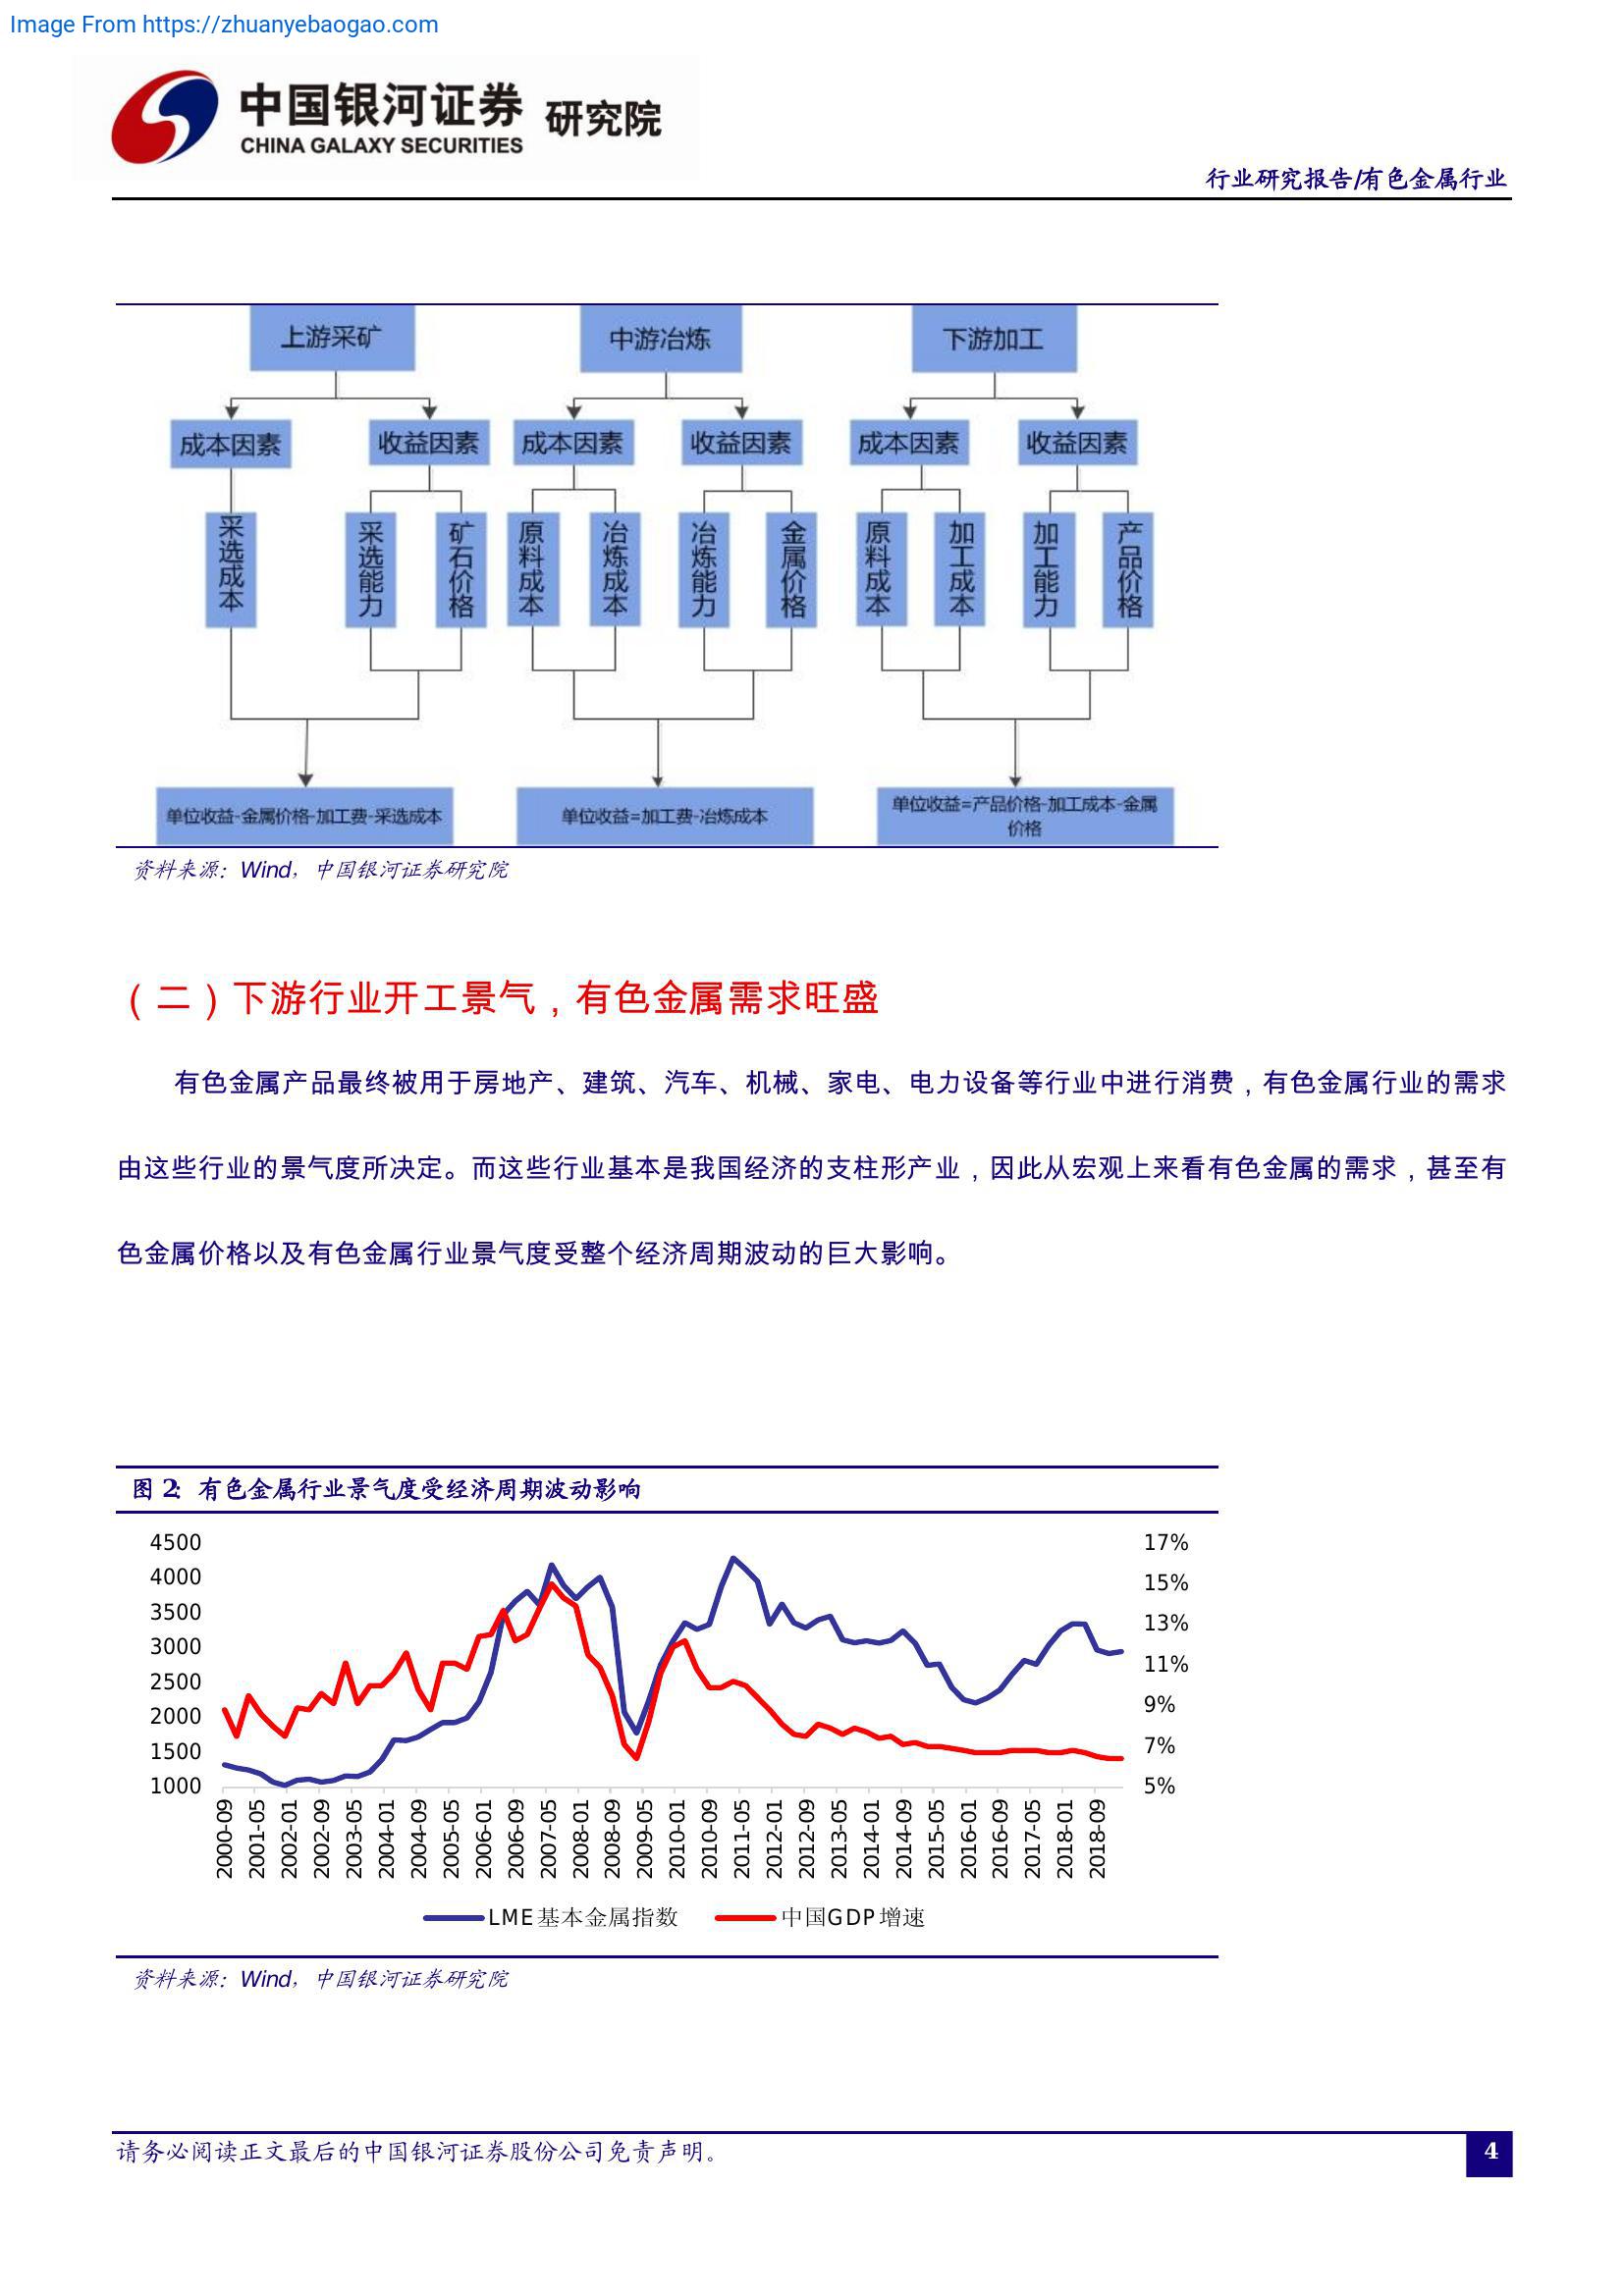 Image From https://zhuanyebaogao.com
中国银河证券 研究院
CHINA GALAXY SECURITIES
行业研究报告/有色金属行业
上游采矿 中游冶炼 下游加工
成本因素 收益因素 成本因素 收益因素 成本因素 收益因素
采选成本 采选能力 矿石价格 原料成本 冶炼成本 冶炼能力 金属价格 原料成本 加工成本 加工能力 产品价格
单位收益-金属价格-加工费-采选成本
单位收益=加工费-冶炼成本
单位收益=产品价格-加工成本-金属
价格
资料来源：Wind，中国银河证券研究院
（二）下游行业开工景气，有色金属需求旺盛
有色金属产品最终被用于房地产、建筑、汽车、机械、家电、电力设备等行业中进行消费，有色金属行业的需求
由这些行业的景气度所决定。而这些行业基本是我国经济的支柱形产业，因此从宏观上来看有色金属的需求，甚至有
色金属价格以及有色金属行业景气度受整个经济周期波动的巨大影响。
图 2：有色金属行业景气度受经济周期波动影响
4500 17%
4000 15%
3500 13%
3000 11%
2500 9%
2000 7%
1500 5%
1000
2000-09 2001-05 2002-01 2002-09 2003-05 2004-01 2004-09 2005-05 2006-01 2006-09 2007-05 2008-01 2008-09 2009-05 2010-01 2010-09 2011-05 2012-01 2012-09 2013-05 2014-01 2014-09 2015-05 2016-01 2016-09 2017-05 2018-01 2018-09
LME基本金属指数 中国GDP增速
资料来源：Wind，中国银河证券研究院
请务必阅读正文最后的中国银河证券股份公司免责声明。
4